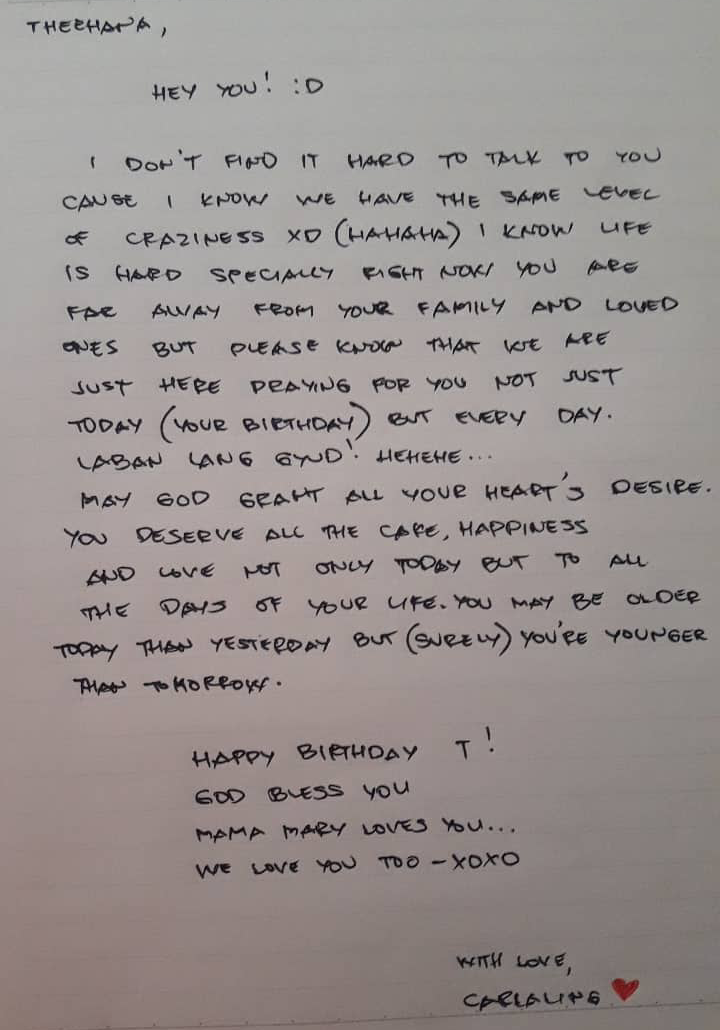 THEEHANA,
HEY YOU! :D
I DON'T FIND IT HARD TO TALK TO YOU
CAUSE I KNOW WE HAVE THE SAME LEVEL
OF CRAZINESS XD (HAHAHA) I KNOW LIFE
IS HARD SPECIALLY RIGHT NOW YOU ARE
FAR AWAY FROM YOUR FAMILY AND LOVED
ONES BUT PLEASE KNOW THAT WE ARE
JUST HERE PRAYING FOR YOU NOT JUST
TODAY (YOUR BIRTHDAY) BUT EVERY DAY.
LABAN LANG GYUD! HEHEHE...
MAY GOD GRANT ALL YOUR HEART'S DESIRE.
YOU DESERVE ALL THE CARE, HAPPINESS
AND LOVE NOT ONLY TODAY BUT TO ALL
THE DAYS OF YOUR LIFE. YOU MAY BE OLDER
TODAY THAN YESTERDAY BUT (SURELY) YOU'RE YOUNGER
THAN TOMORROW.
HAPPY BIRTHDAY T!
GOD BLESS YOU
MAMA MARY LOVES YOU...
WE LOVE YOU TOO – XOXO
WITH LOVE,
CARLALING ❤